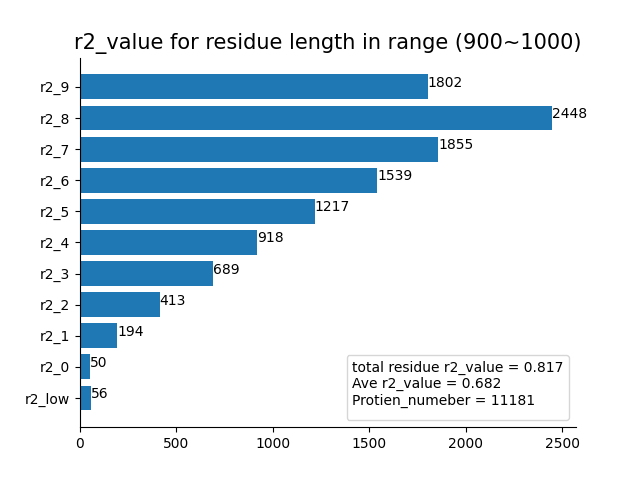 r2_value for residue length in range (900~1000)
r2_9 1802
r2_8 2448
r2_7 1855
r2_6 1539
r2_5 1217
r2_4 918
r2_3 689
r2_2 413
r2_1 194
r2_0 50
r2_low 56
total residue r2_value = 0.817
Ave r2_value = 0.682
Protien_numeber = 11181
0 500 1000 1500 2000 2500